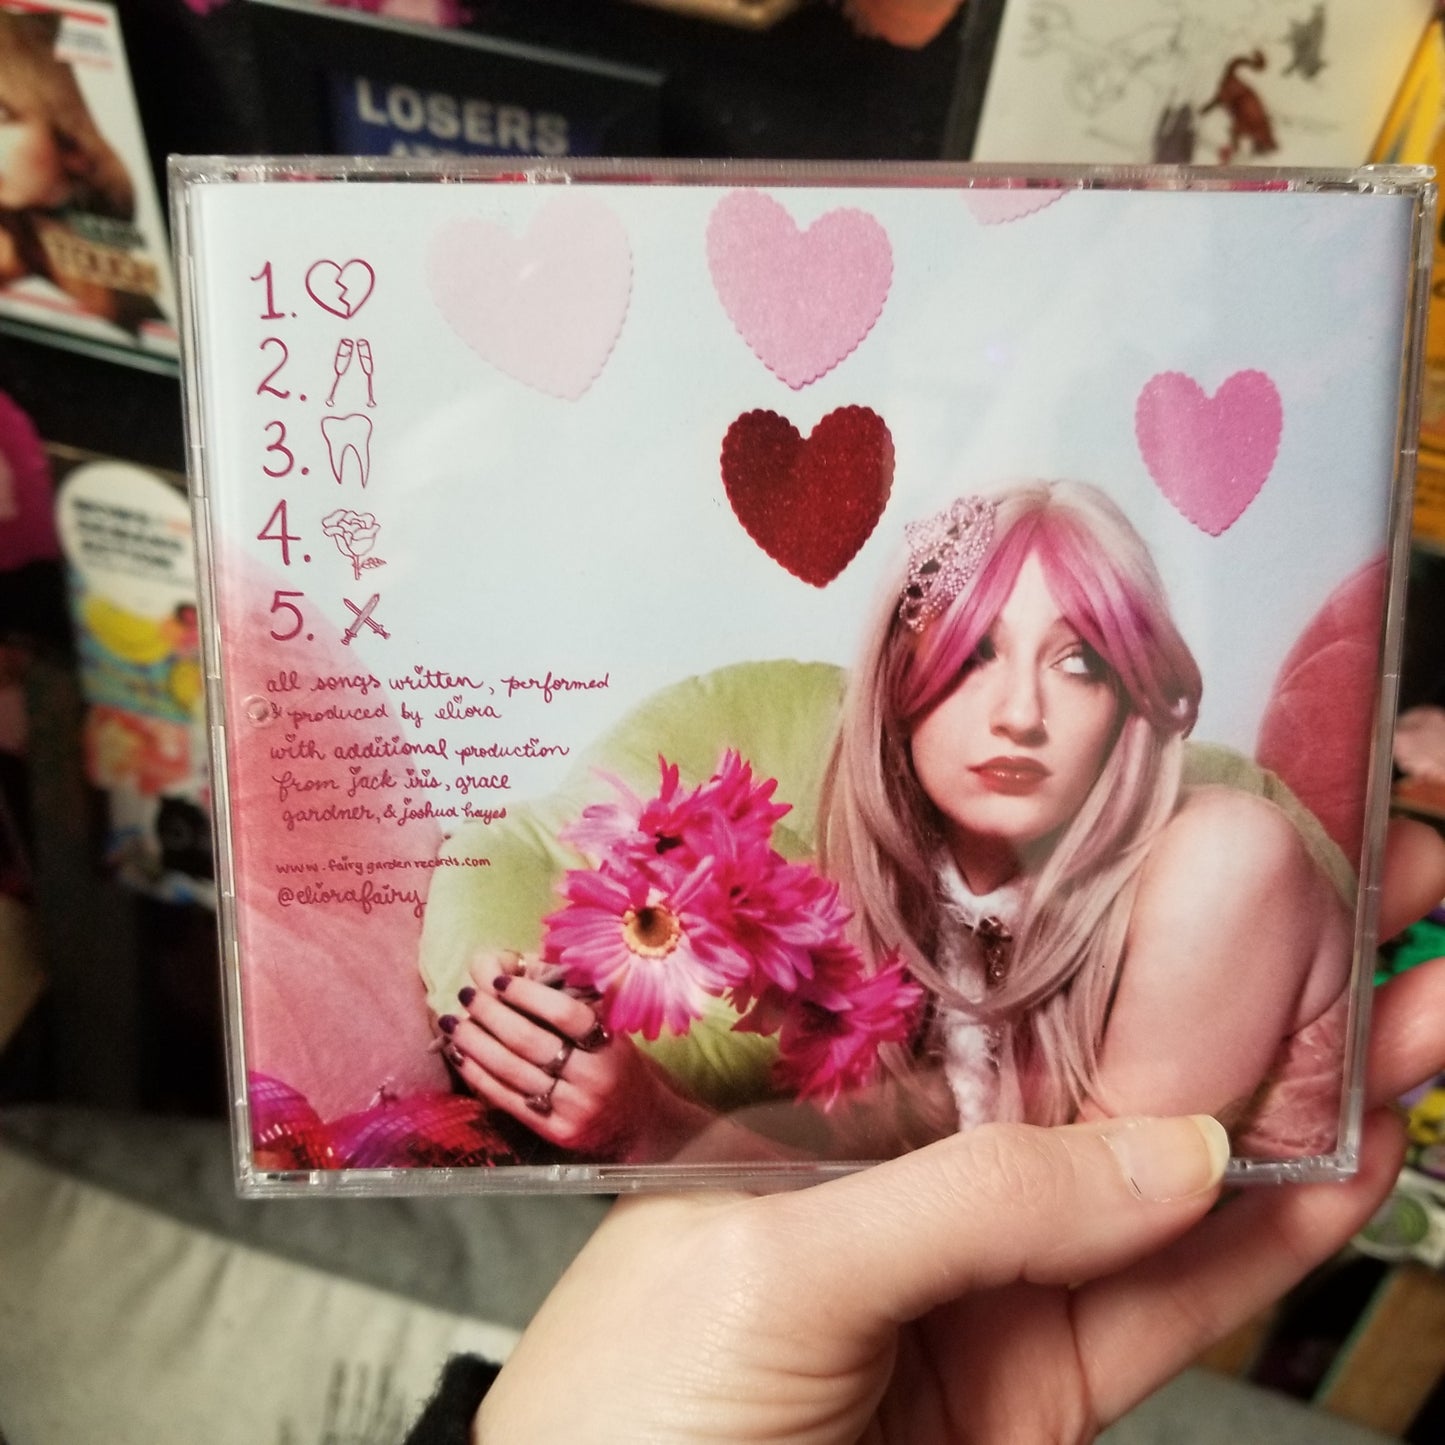 LOSERS
1.
2.
3.
4.
5.
all songs written, performed
& produced by eliora
with additional production
from jack iris, grace
gardner, & joshua hayes
www.fairygardenrecords.com
@eliorafairy